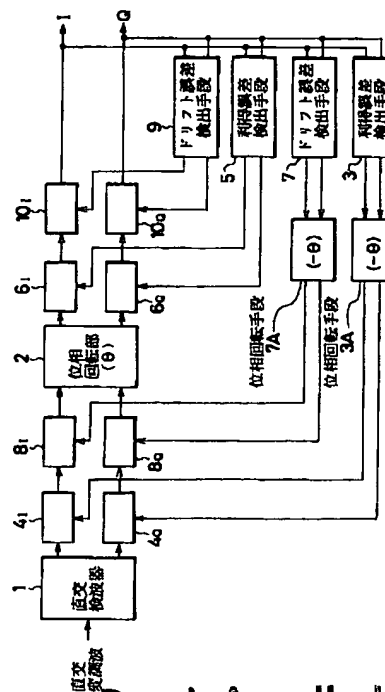 I
Q
ドリフト誤差
検出手段
9
利得誤差
検出手段
5
ドリフト誤差
検出手段
7
利得誤差
検出手段
3
10I
10Q
6I
6Q
2
位相
回転部
(θ)
(-θ)
位相回転手段
7A
(-θ)
位相回転手段
3A
8I
8Q
4I
4Q
1
直交
検波器
直交
変調波